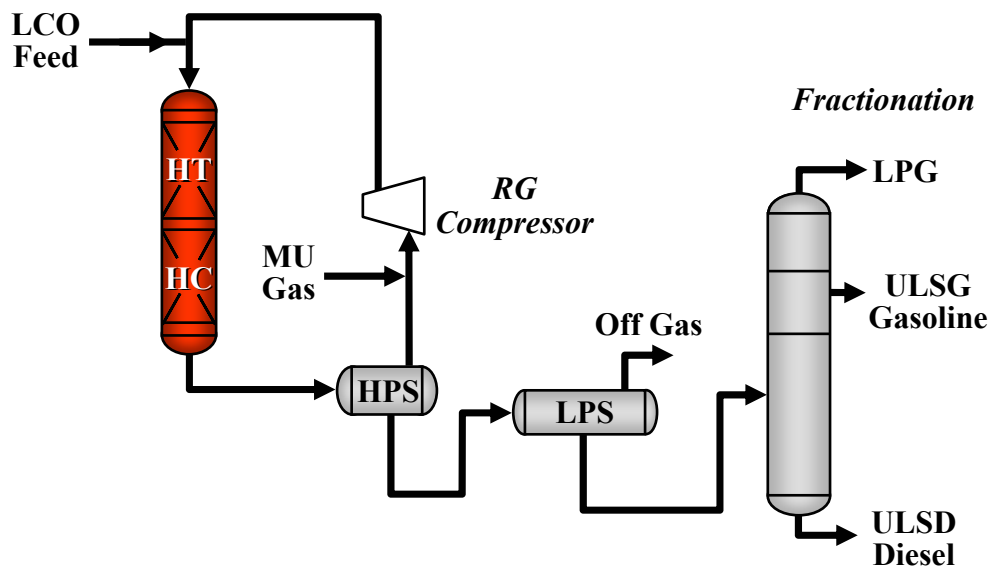 LCO
Feed
Fractionation
HT
LPG
RG
Compressor
MU
Gas
HC
ULSG
Gasoline
Off Gas
HPS
LPS
ULSD
Diesel